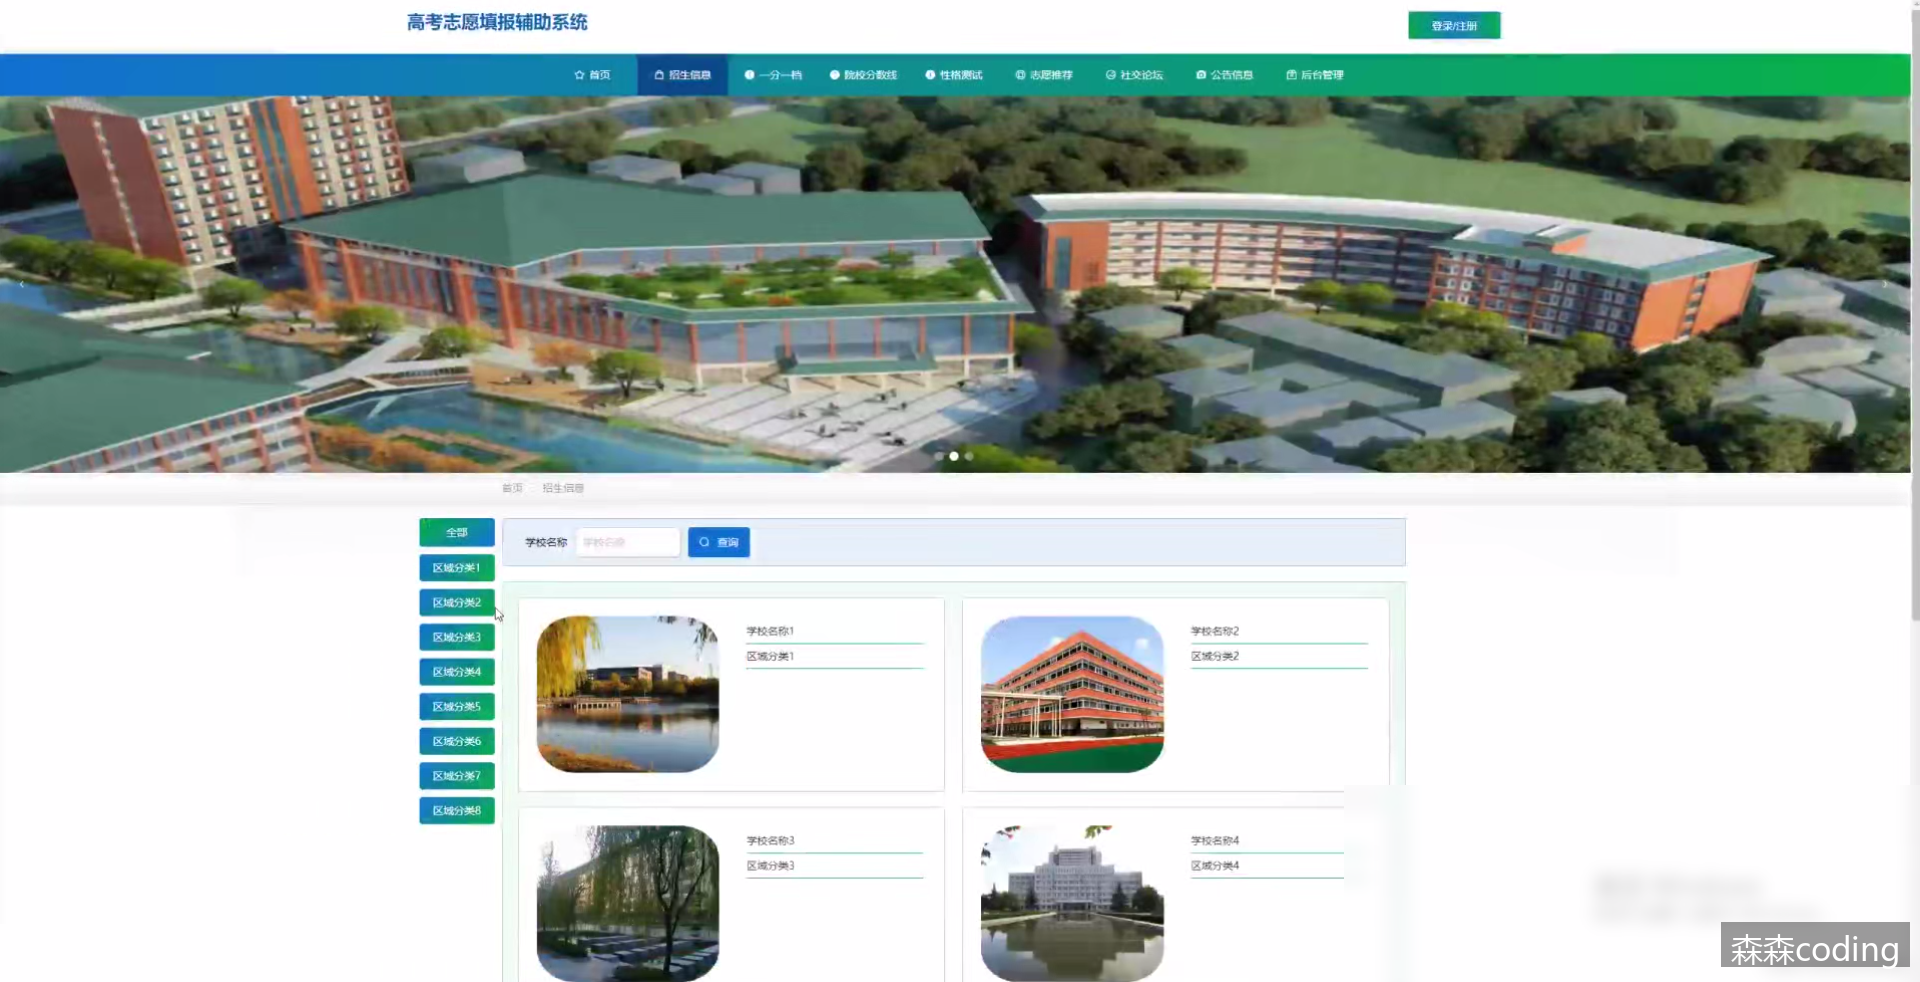 高考志愿填报辅助系统
登录/注册
首页 招生信息 一分一档 院校分数线 性格测试 志愿推荐 社交论坛 公告信息 后台管理
首页 招生信息
全部
区域分类1
区域分类2
区域分类3
区域分类4
区域分类5
区域分类6
区域分类7
区域分类8
学校名称 学校名称 查询
学校名称1
区域分类1
学校名称2
区域分类2
学校名称3
区域分类3
学校名称4
区域分类4
森森coding